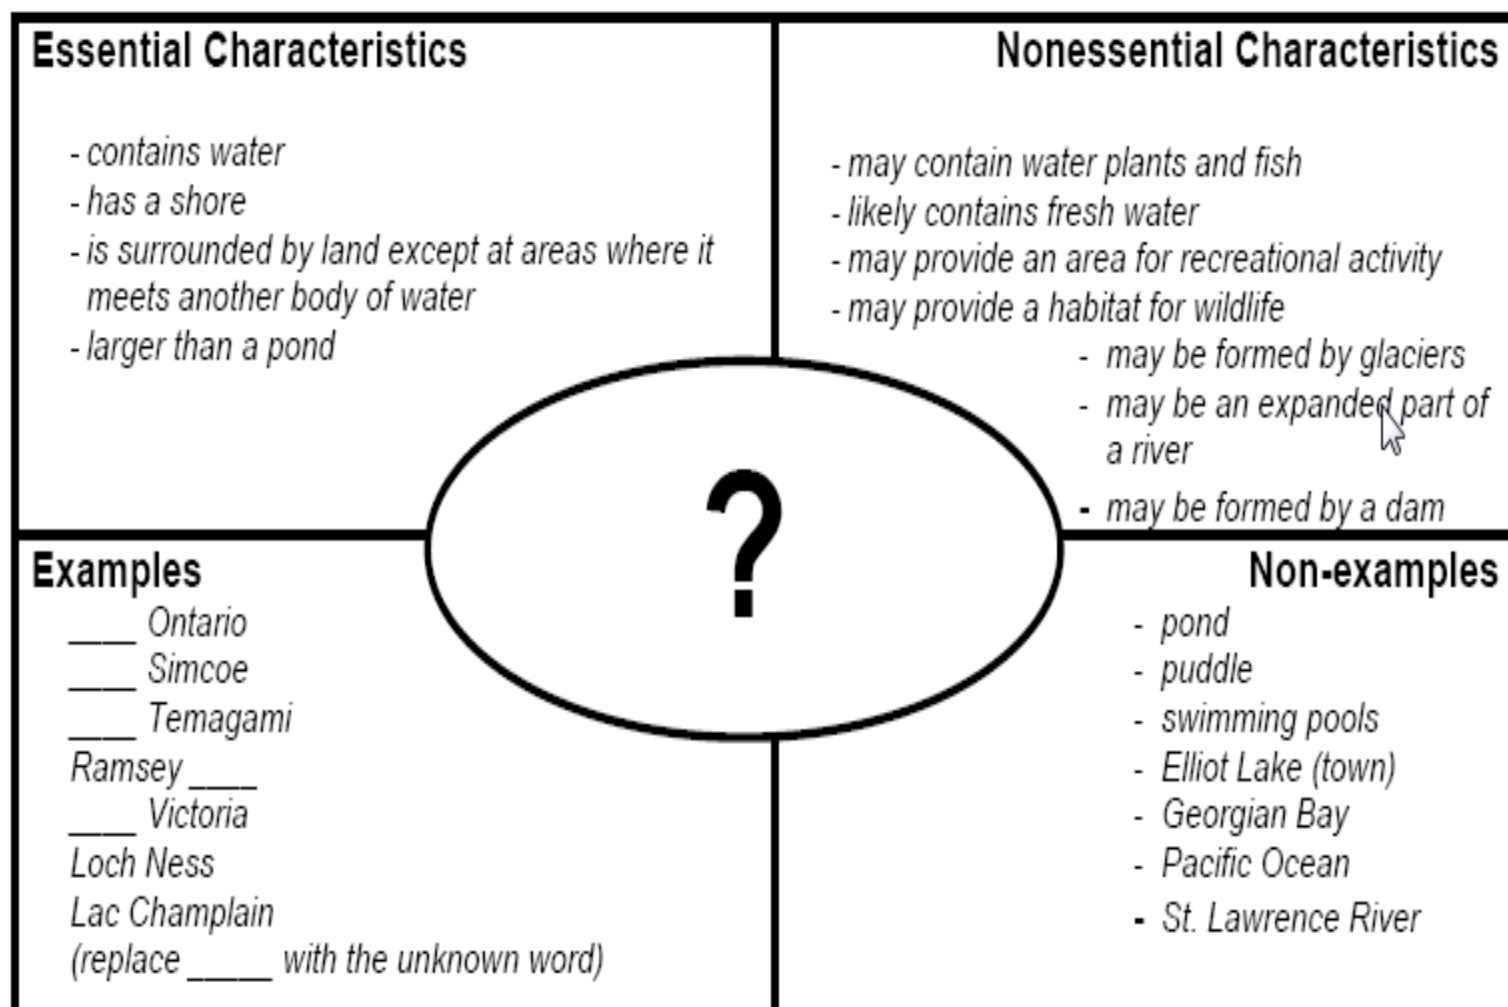 Essential Characteristics
- contains water
- has a shore
- is surrounded by land except at areas where it
meets another body of water
- larger than a pond
Nonessential Characteristics
- may contain water plants and fish
- likely contains fresh water
- may provide an area for recreational activity
- may provide a habitat for wildlife
- may be formed by glaciers
- may be an expanded part of
a river
- may be formed by a dam
?
Examples
____ Ontario
____ Simcoe
____ Temagami
Ramsey ____
____ Victoria
Loch Ness
Lac Champlain
(replace _____ with the unknown word)
Non-examples
- pond
- puddle
- swimming pools
- Elliot Lake (town)
- Georgian Bay
- Pacific Ocean
- St. Lawrence River